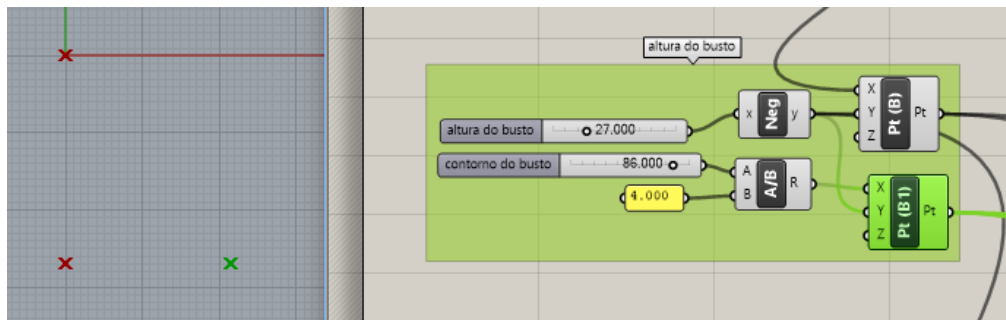 altura do busto
altura do busto 27.000
contorno do busto 86.000
4.000
x Neg y
A B A/B R
X Y Z Pt (B) Pt
X Y Z Pt (B1) Pt